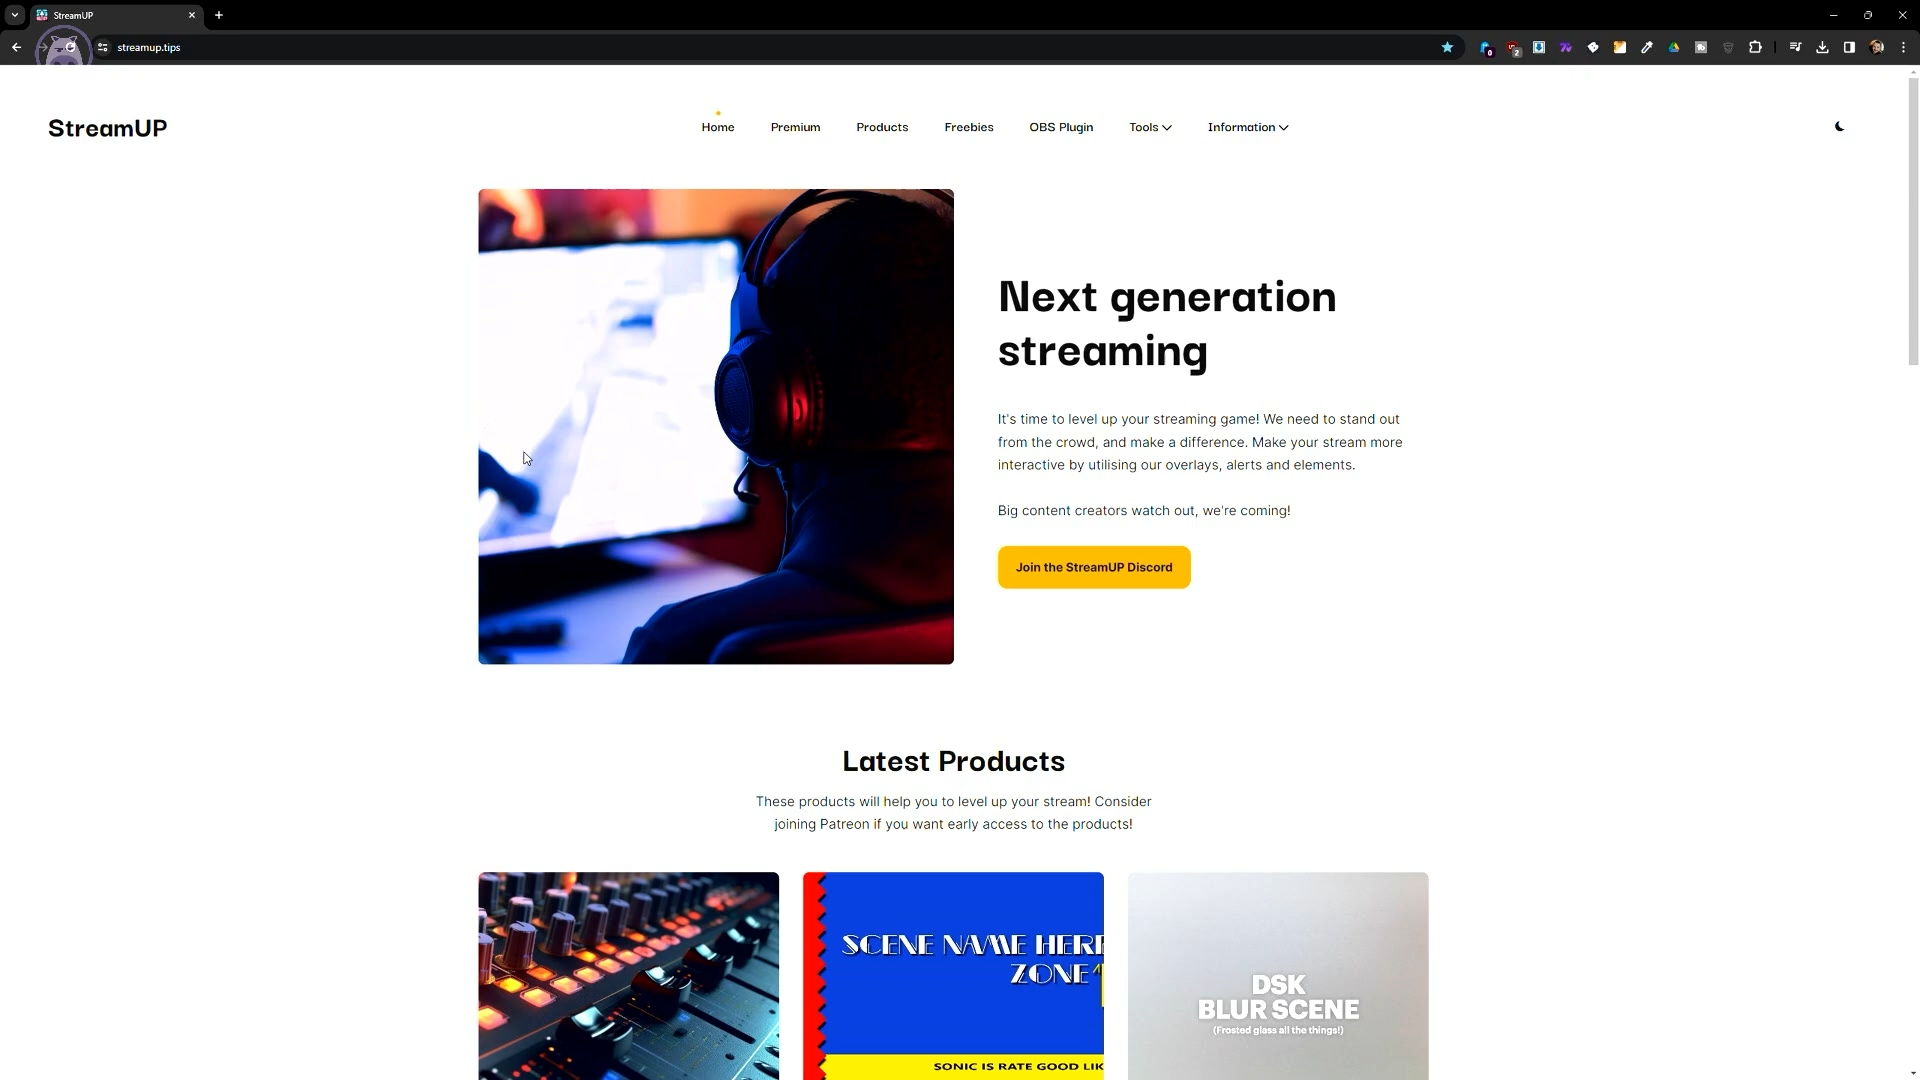 StreamUP
streamup.tips
0
2
StreamUP
Home
Premium
Products
Freebies
OBS Plugin
Tools
Information
Next generation
streaming
It's time to level up your streaming game! We need to stand out
from the crowd, and make a difference. Make your stream more
interactive by utilising our overlays, alerts and elements.
Big content creators watch out, we're coming!
Join the StreamUP Discord
Latest Products
These products will help you to level up your stream! Consider
joining Patreon if you want early access to the products!
SCENE NAME HERE
ZONE
SONIC IS RATE GOOD LIK
DSK
BLUR SCENE
(Frosted glass all the things!)